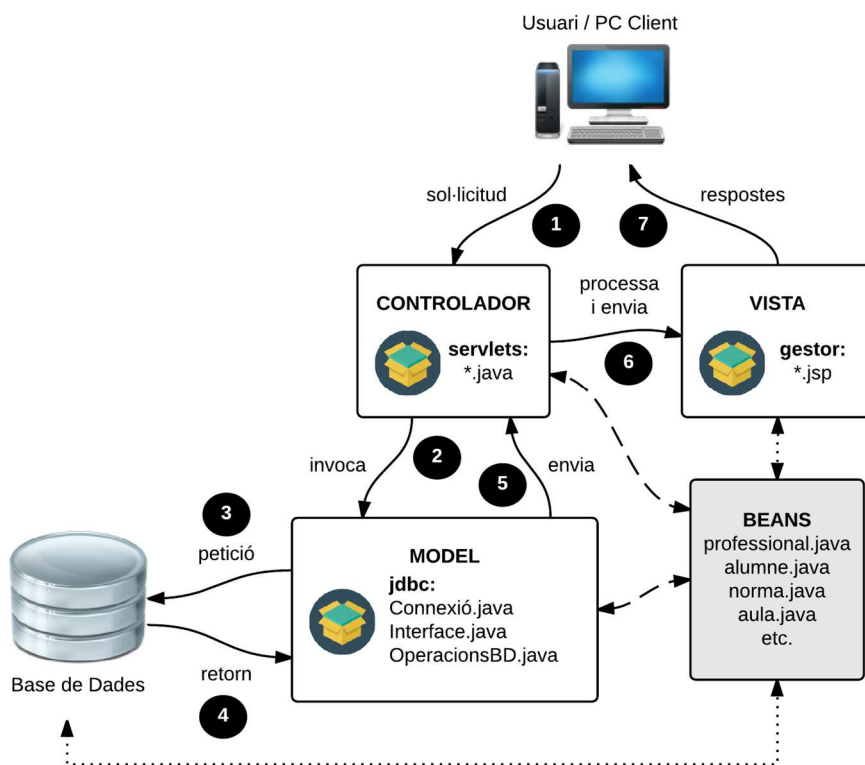 Usuari / PC Client
sol·licitud
1
7
respostes
CONTROLADOR
servlets:
*.java
processa
i envia
6
VISTA
gestor:
*.jsp
invoca
2
5
envia
3
petició
MODEL
jdbc:
Connexió.java
Interface.java
OperacionsBD.java
BEANS
professional.java
alumne.java
norma.java
aula.java
etc.
retorn
4
Base de Dades